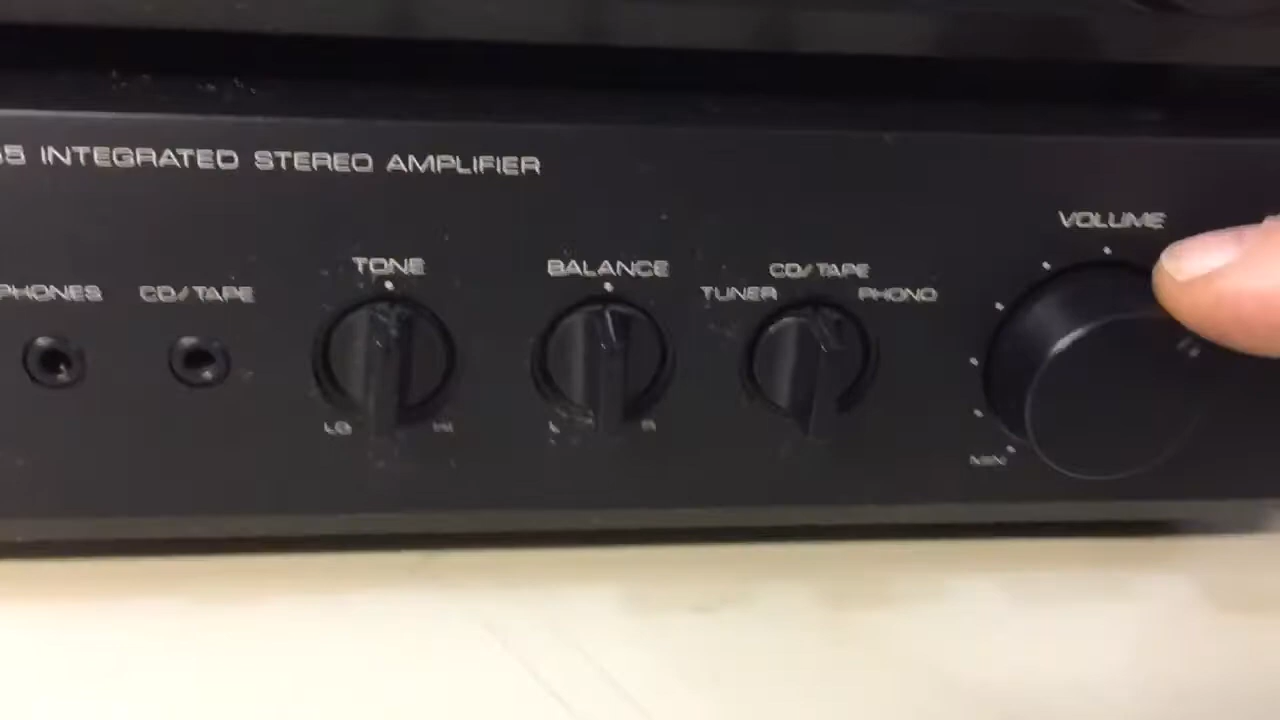 INTEGRATED STEREO AMPLIFIER
PHONES
CD/TAPE
TONE
LO
HI
BALANCE
L
R
TUNER
CD/TAPE
PHONO
VOLUME
MIN